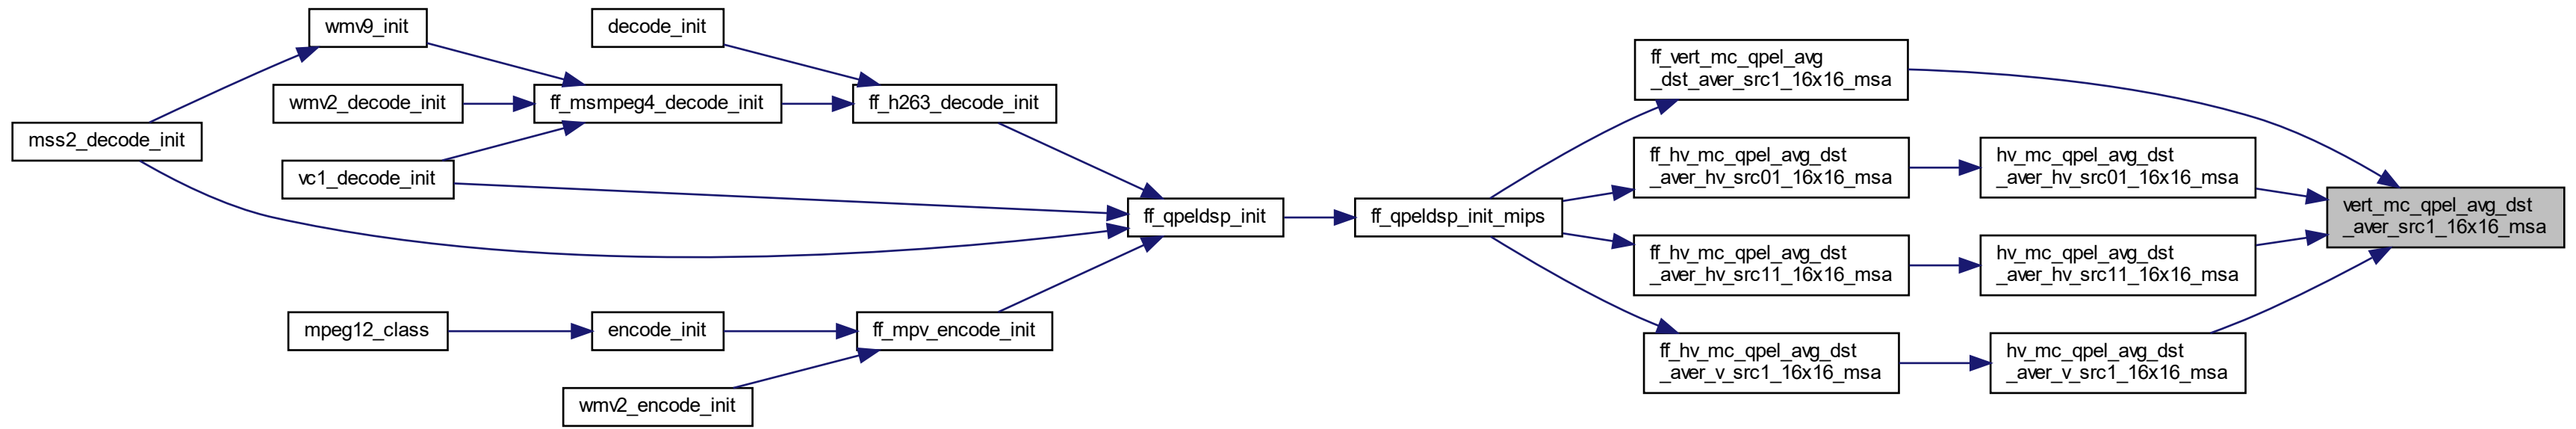 wmv9_init
decode_init
ff_vert_mc_qpel_avg
_dst_aver_src1_16x16_msa
wmv2_decode_init
ff_msmpeg4_decode_init
ff_h263_decode_init
mss2_decode_init
vc1_decode_init
ff_hv_mc_qpel_avg_dst
_aver_hv_src01_16x16_msa
hv_mc_qpel_avg_dst
_aver_hv_src01_16x16_msa
ff_qpeldsp_init
ff_qpeldsp_init_mips
vert_mc_qpel_avg_dst
_aver_src1_16x16_msa
ff_hv_mc_qpel_avg_dst
_aver_hv_src11_16x16_msa
hv_mc_qpel_avg_dst
_aver_hv_src11_16x16_msa
mpeg12_class
encode_init
ff_mpv_encode_init
ff_hv_mc_qpel_avg_dst
_aver_v_src1_16x16_msa
hv_mc_qpel_avg_dst
_aver_v_src1_16x16_msa
wmv2_encode_init